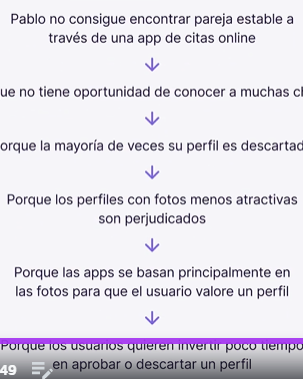 Pablo no consigue encontrar pareja estable a
través de una app de citas online
ue no tiene oportunidad de conocer a muchas ch
orque la mayoría de veces su perfil es descartad
Porque los perfiles con fotos menos atractivas
son perjudicados
Porque las apps se basan principalmente en
las fotos para que el usuario valore un perfil
Porque los usuarios quieren invertir poco tiempo
49 en aprobar o descartar un perfil